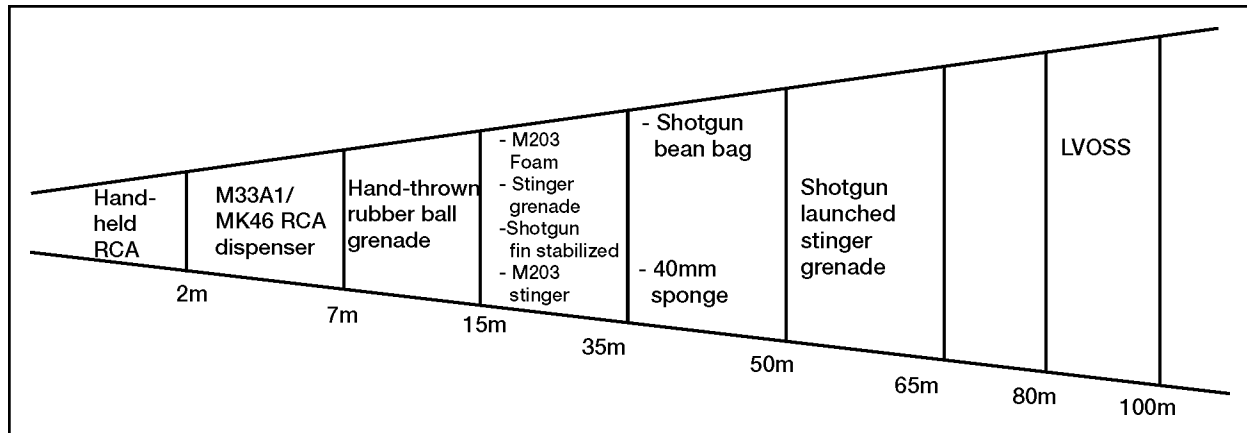 Hand-
held
RCA
M33A1/
MK46 RCA
dispenser
Hand-thrown
rubber ball
grenade
- M203
Foam
- Stinger
grenade
-Shotgun
fin stabilized
- M203
stinger
- Shotgun
bean bag
- 40mm
sponge
Shotgun
launched
stinger
grenade
LVOSS
2m
7m
15m
35m
50m
65m
80m
100m